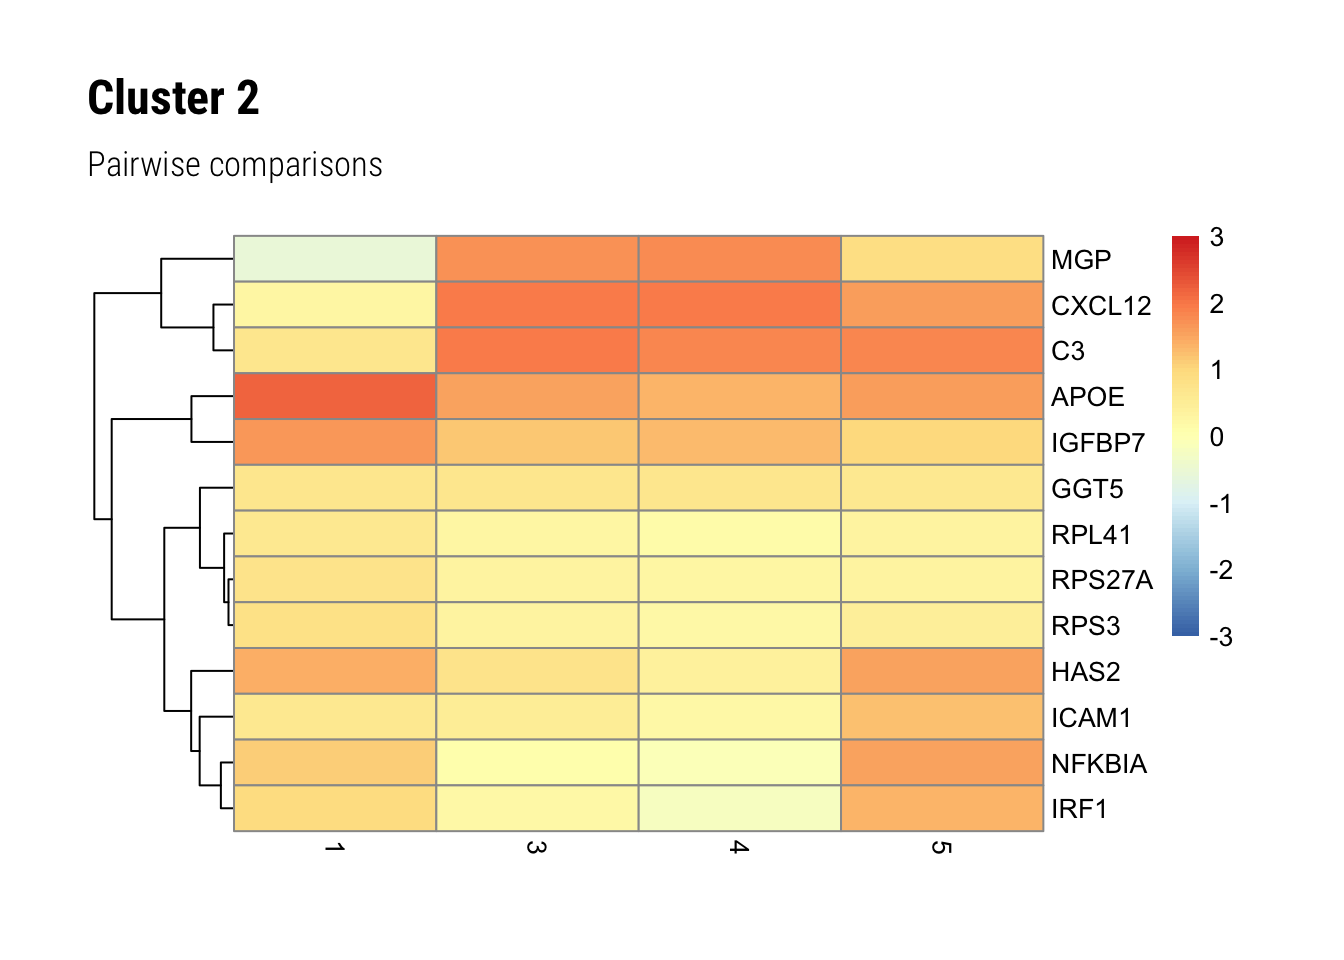 Cluster 2
Pairwise comparisons
MGP
CXCL12
C3
APOE
IGFBP7
GGT5
RPL41
RPS27A
RPS3
HAS2
ICAM1
NFKBIA
IRF1
3
2
1
0
-1
-2
-3
1 3 4 5